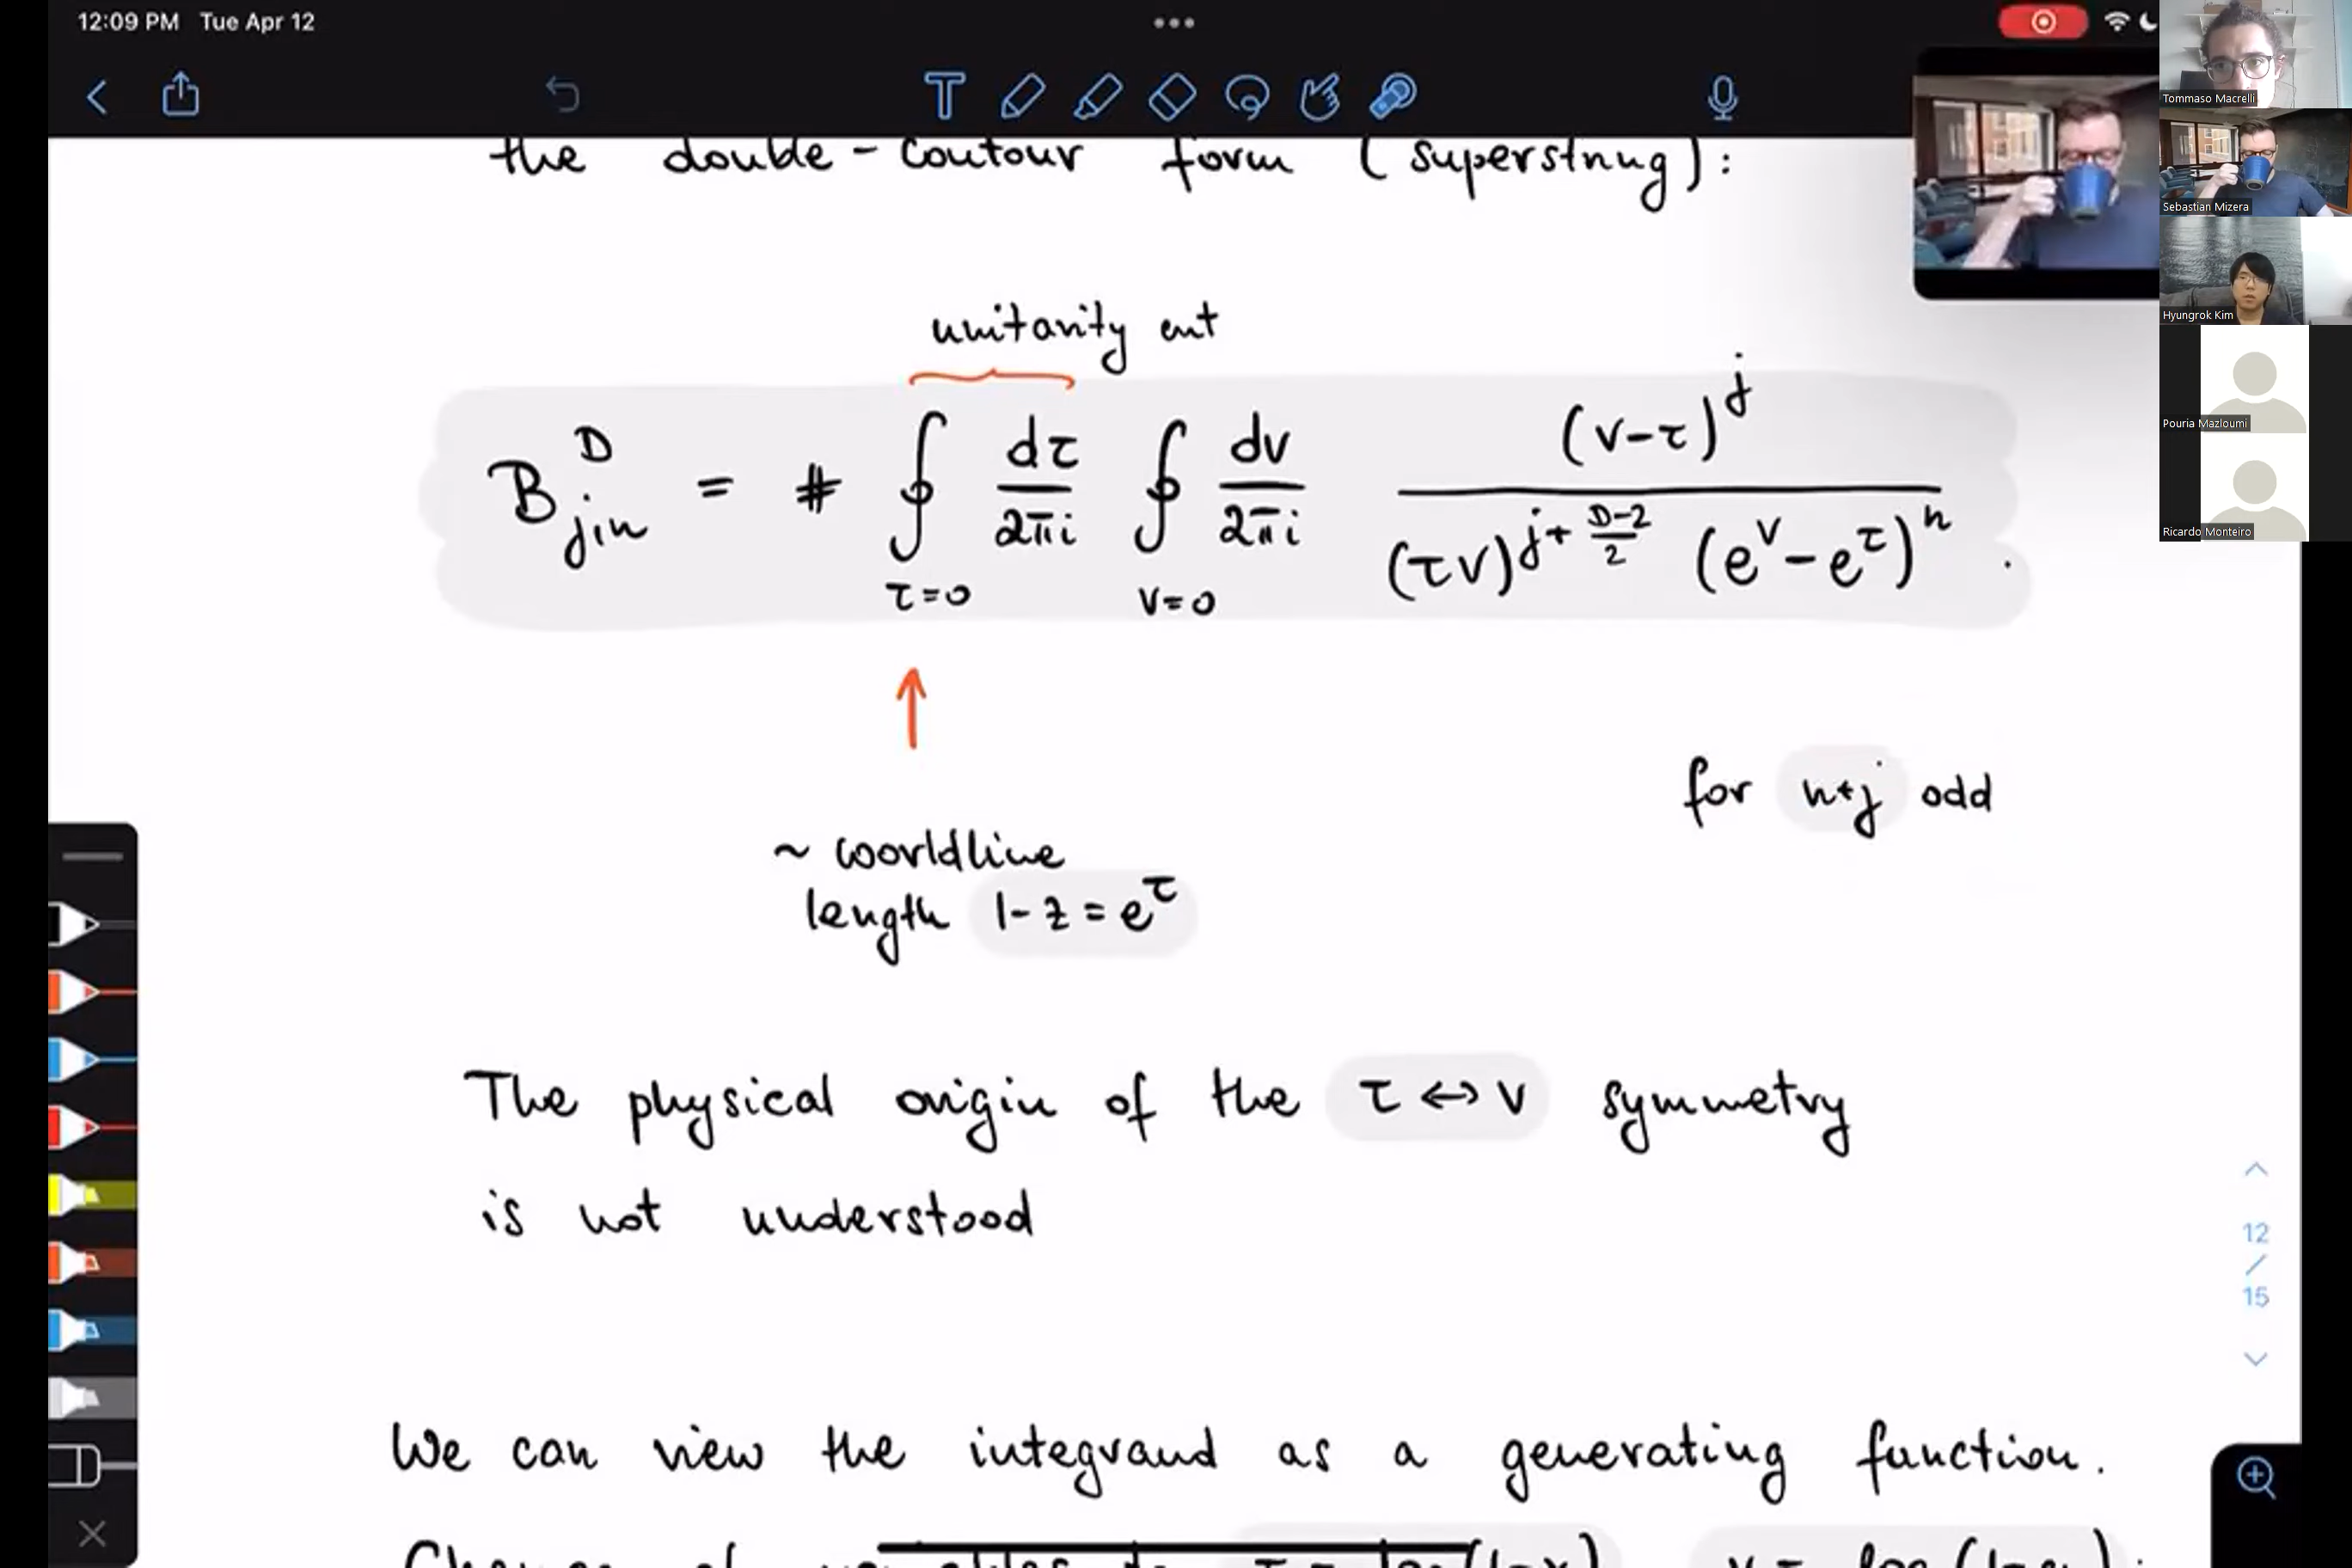 12:09 PM Tue Apr 12
the double-contour form (superstring):
unitarity cut
B^D_{j,n} = # ∮_{τ=0} dτ/2πi ∮_{v=0} dv/2πi (v-τ)^j / (τv)^{j+\frac{D-2}{2}} (e^v - e^τ)^n .
for n+j odd
~ worldline
length 1-z = e^τ
The physical origin of the τ ↔ v symmetry
is not understood
We can view the integrand as a generating function.
12
/
15
Tommaso Macrelli
Sebastian Mizera
Hyungrok Kim
Pouria Mazloumi
Ricardo Monteiro